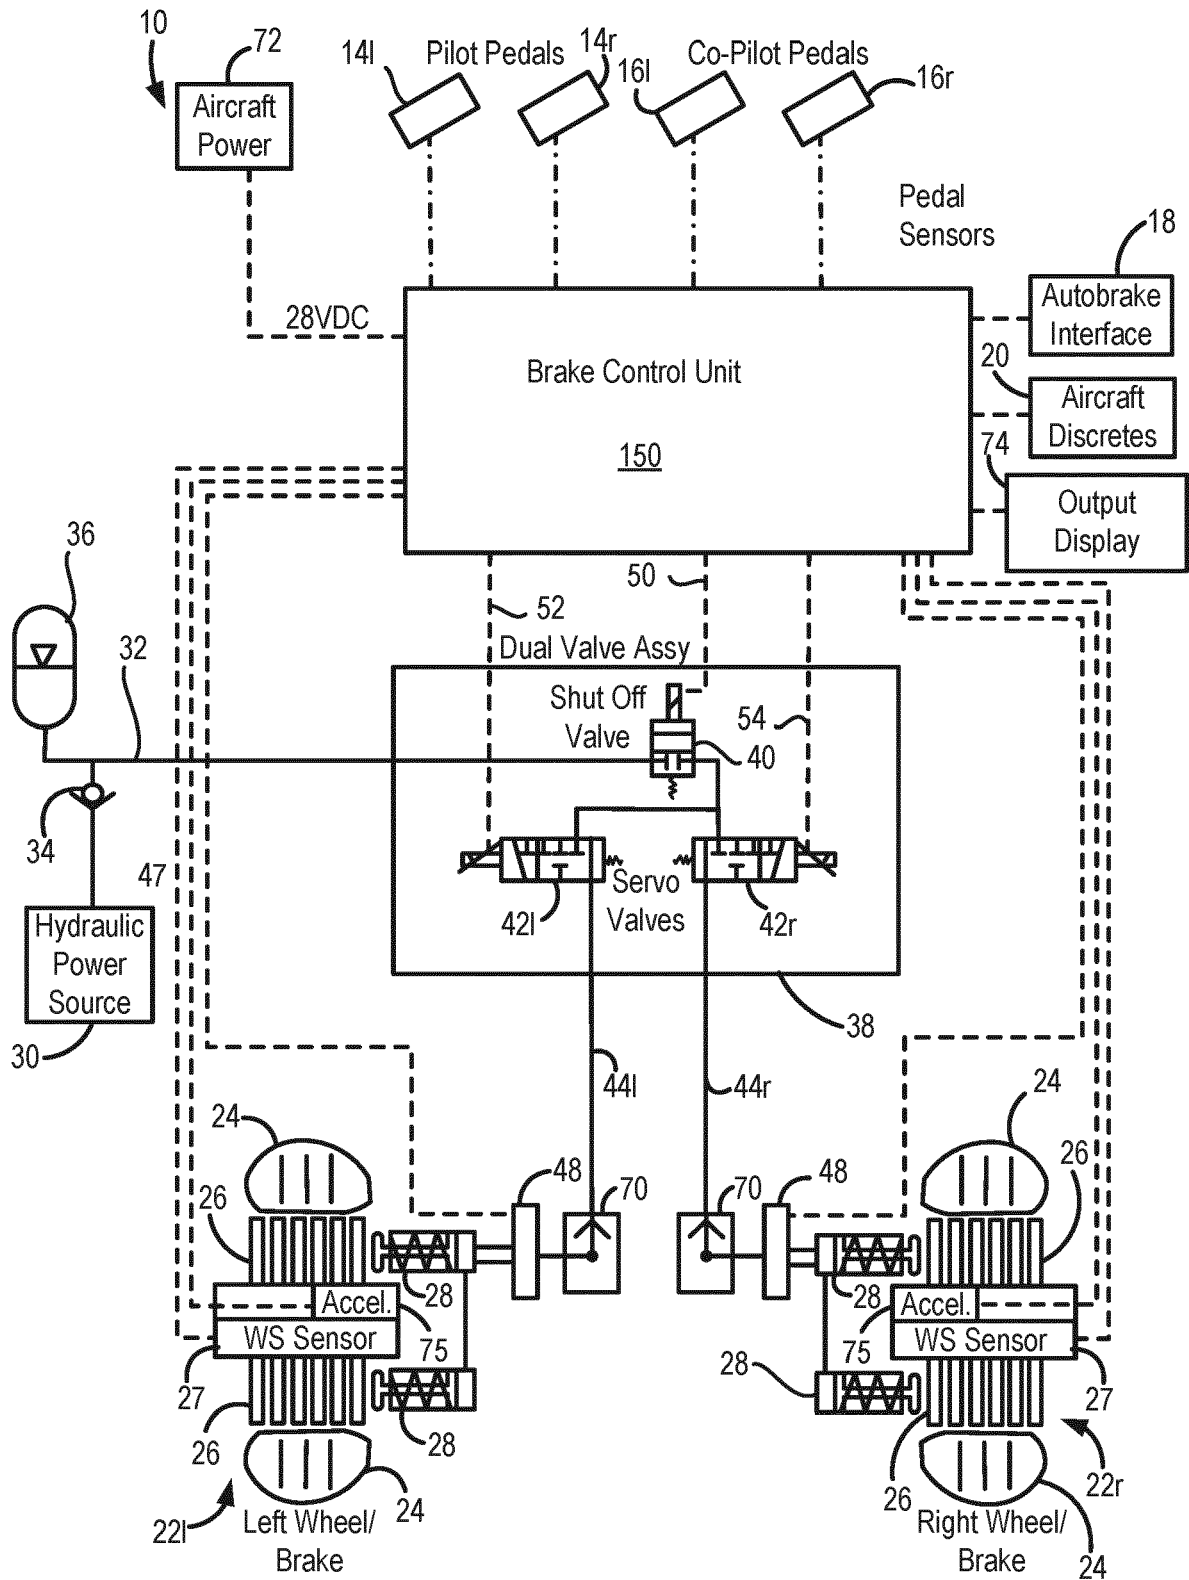 10
72
14l
Pilot Pedals
14r
16l
Co-Pilot Pedals
16r
Aircraft
Power
Pedal
Sensors
18
28VDC
Autobrake
Interface
20
Brake Control Unit
150
Aircraft
Discretes
74
Output
Display
36
52
50
32
Dual Valve Assy
Shut Off
Valve
40
54
34
47
42l
Servo
Valves
42r
Hydraulic
Power
Source
30
38
44l
44r
24
24
26
48
70
70
48
26
28
28
Accel.
75
WS Sensor
Accel.
75
WS Sensor
27
28
27
26
28
26
22r
22l
24
Left Wheel/
Brake
Right Wheel/
Brake
24